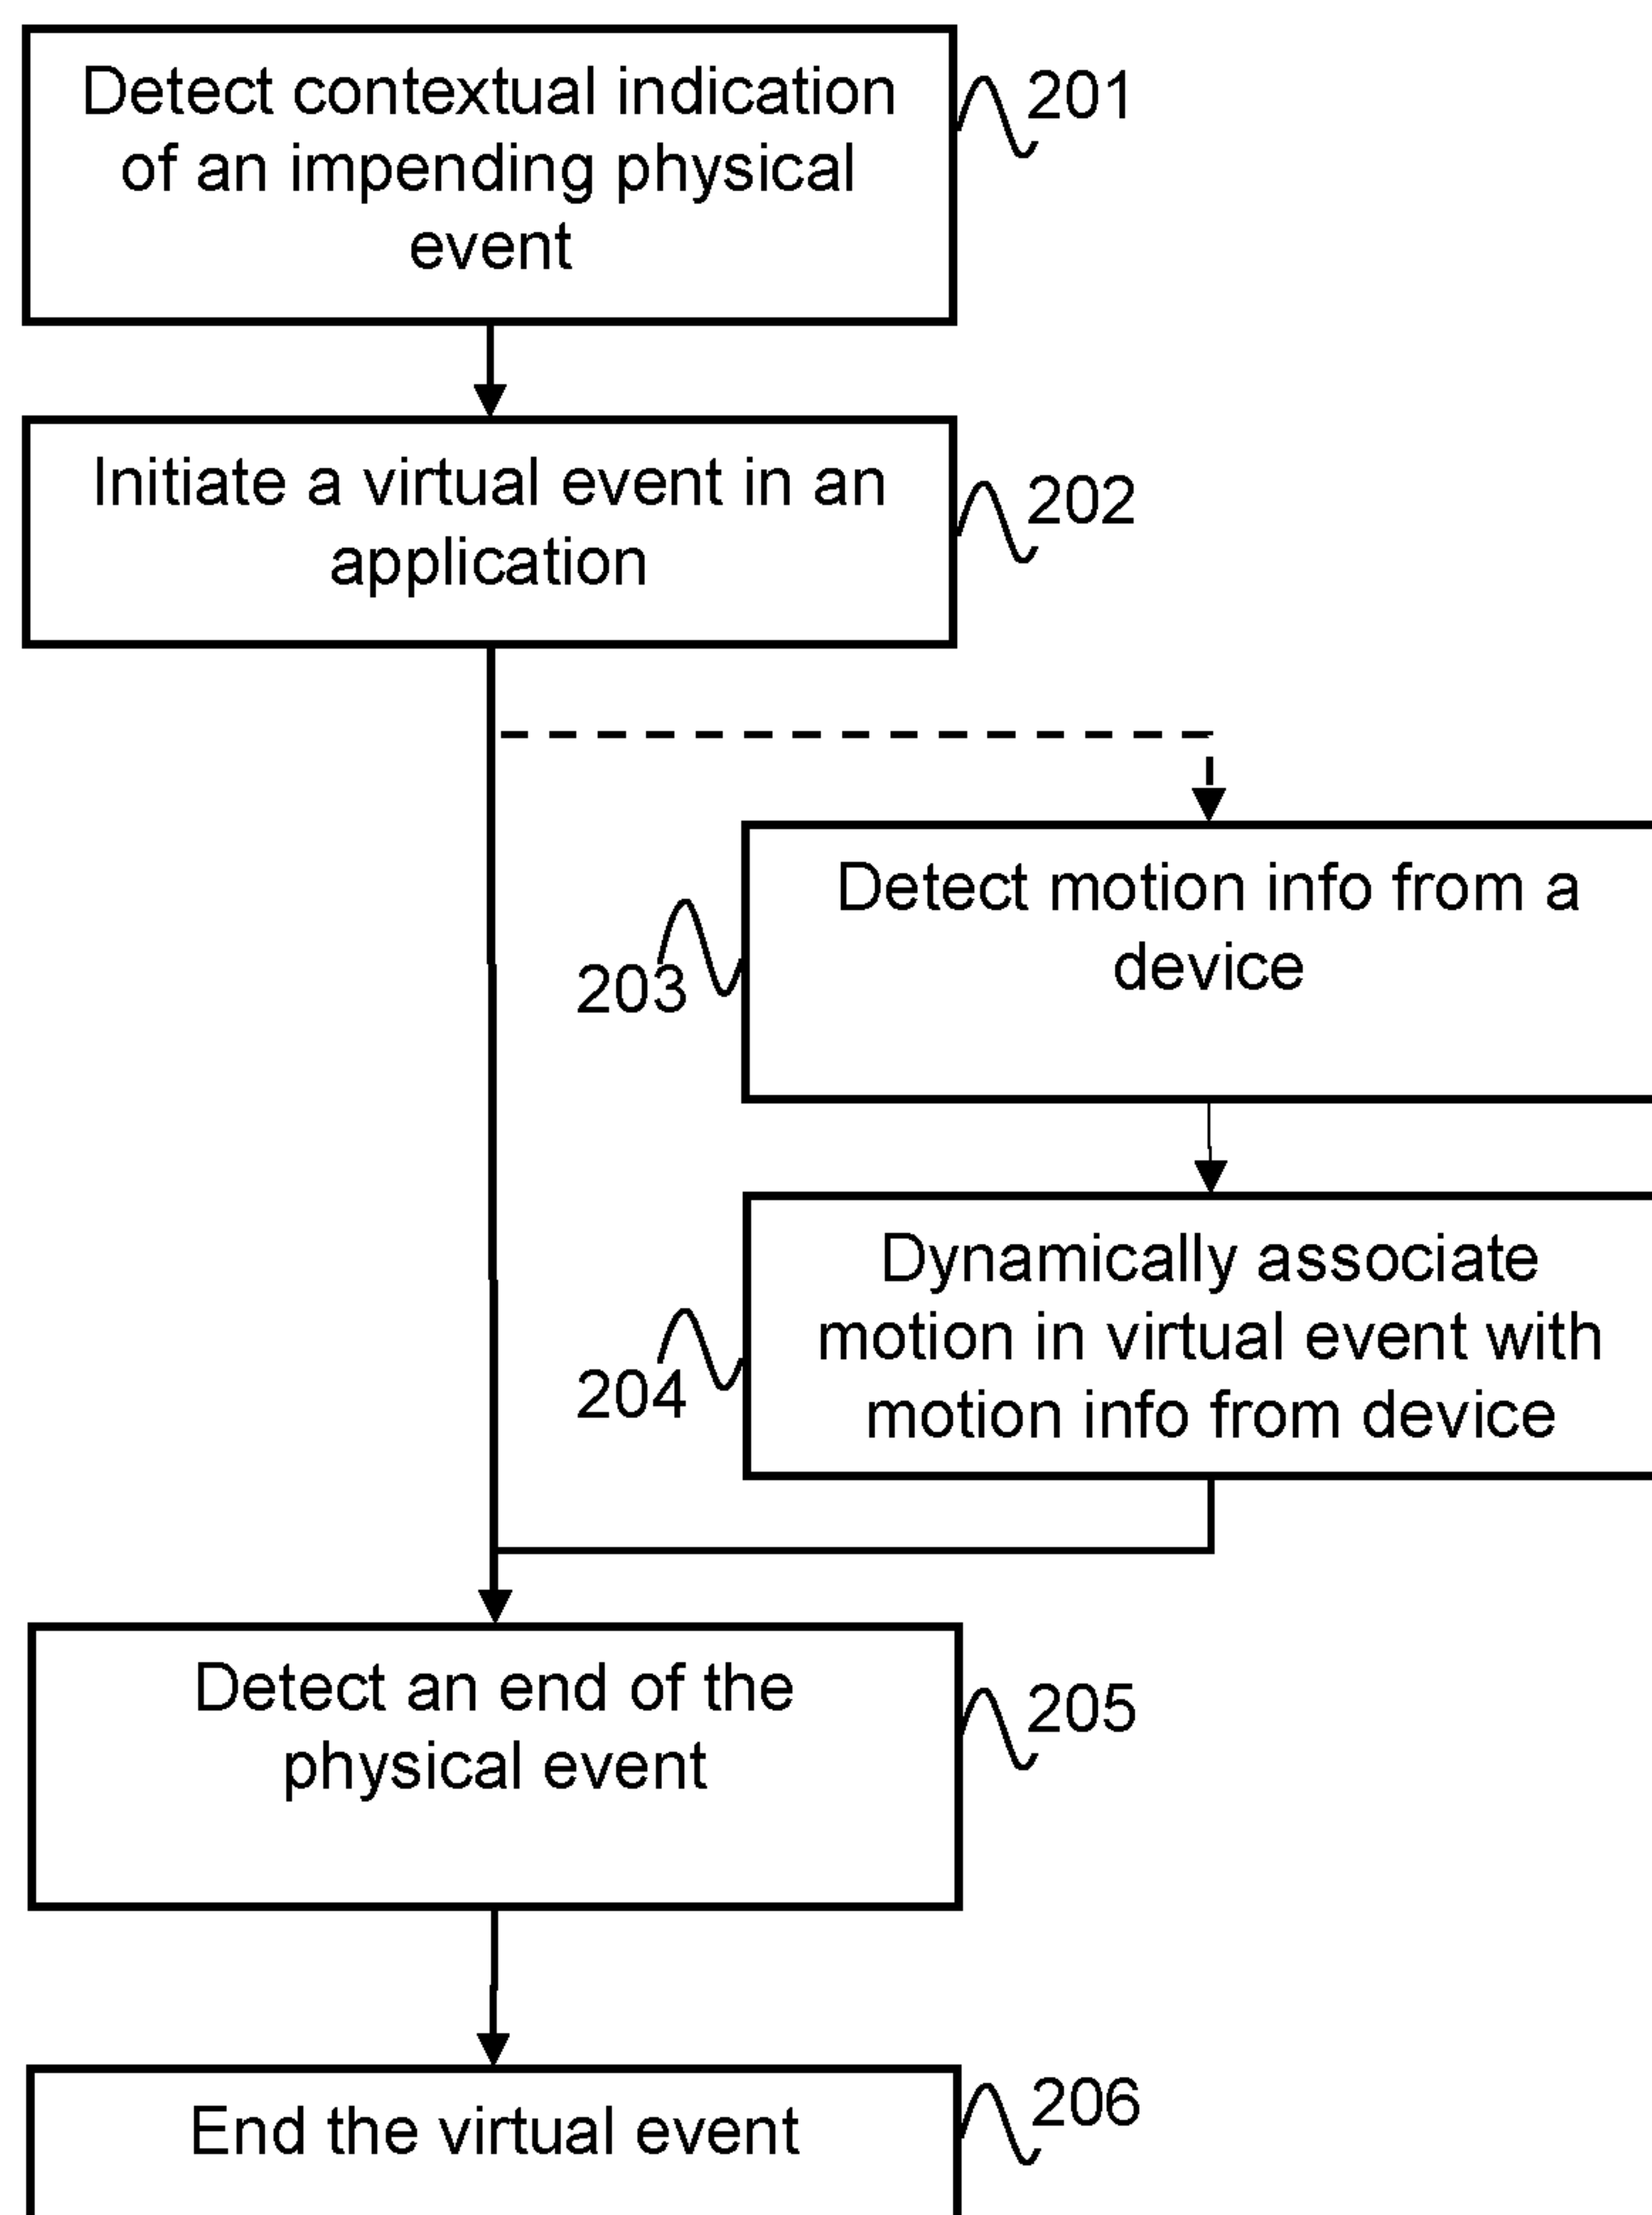 Detect contextual indication
of an impending physical
event
201
Initiate a virtual event in an
application
202
Detect motion info from a
device
203
Dynamically associate
motion in virtual event with
motion info from device
204
Detect an end of the
physical event
205
End the virtual event
206